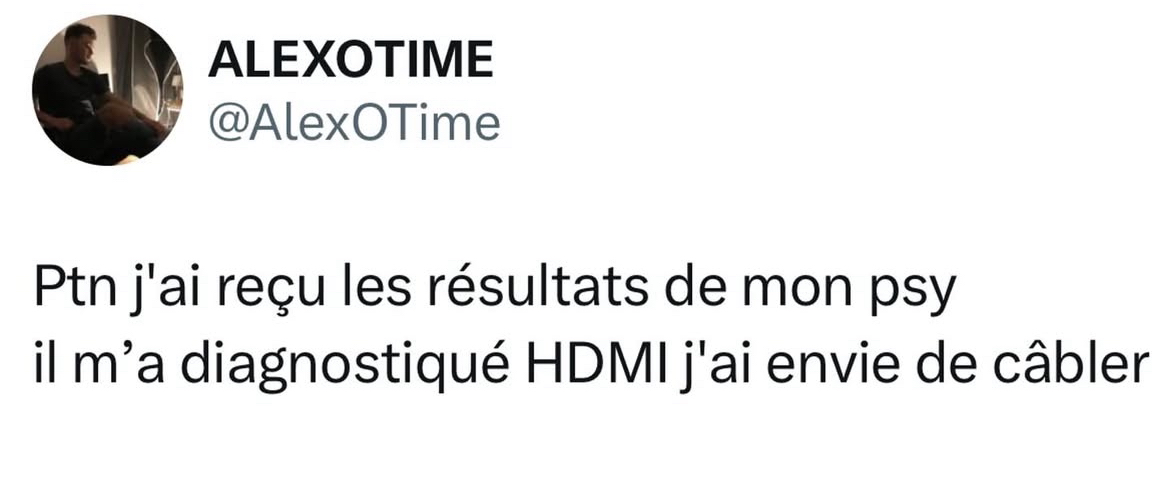 ALEXOTIME
@AlexOTime
Ptn j'ai reçu les résultats de mon psy
il m’a diagnostiqué HDMI j'ai envie de câbler